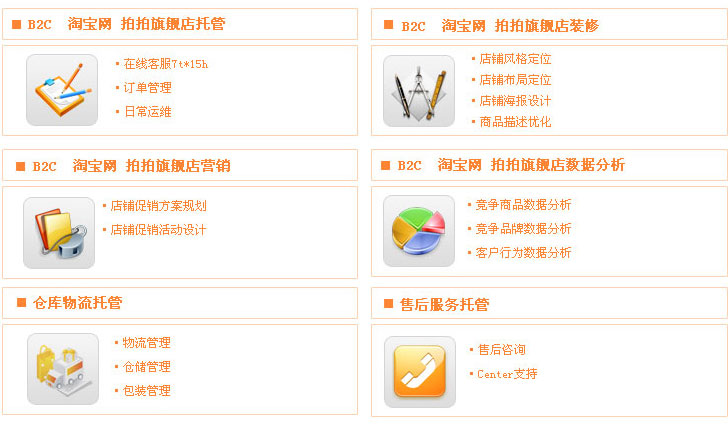 B2C 淘宝网 拍拍旗舰店托管
·在线客服7t*15h
·订单管理
·日常运维
B2C 淘宝网 拍拍旗舰店装修
·店铺风格定位
·店铺布局定位
·店铺海报设计
·商品描述优化
B2C 淘宝网 拍拍旗舰店营销
·店铺促销方案规划
·店铺促销活动设计
B2C 淘宝网 拍拍旗舰店数据分析
·竞争商品数据分析
·竞争品牌数据分析
·客户行为数据分析
仓库物流托管
·物流管理
·仓储管理
·包装管理
售后服务托管
·售后咨询
·Center支持